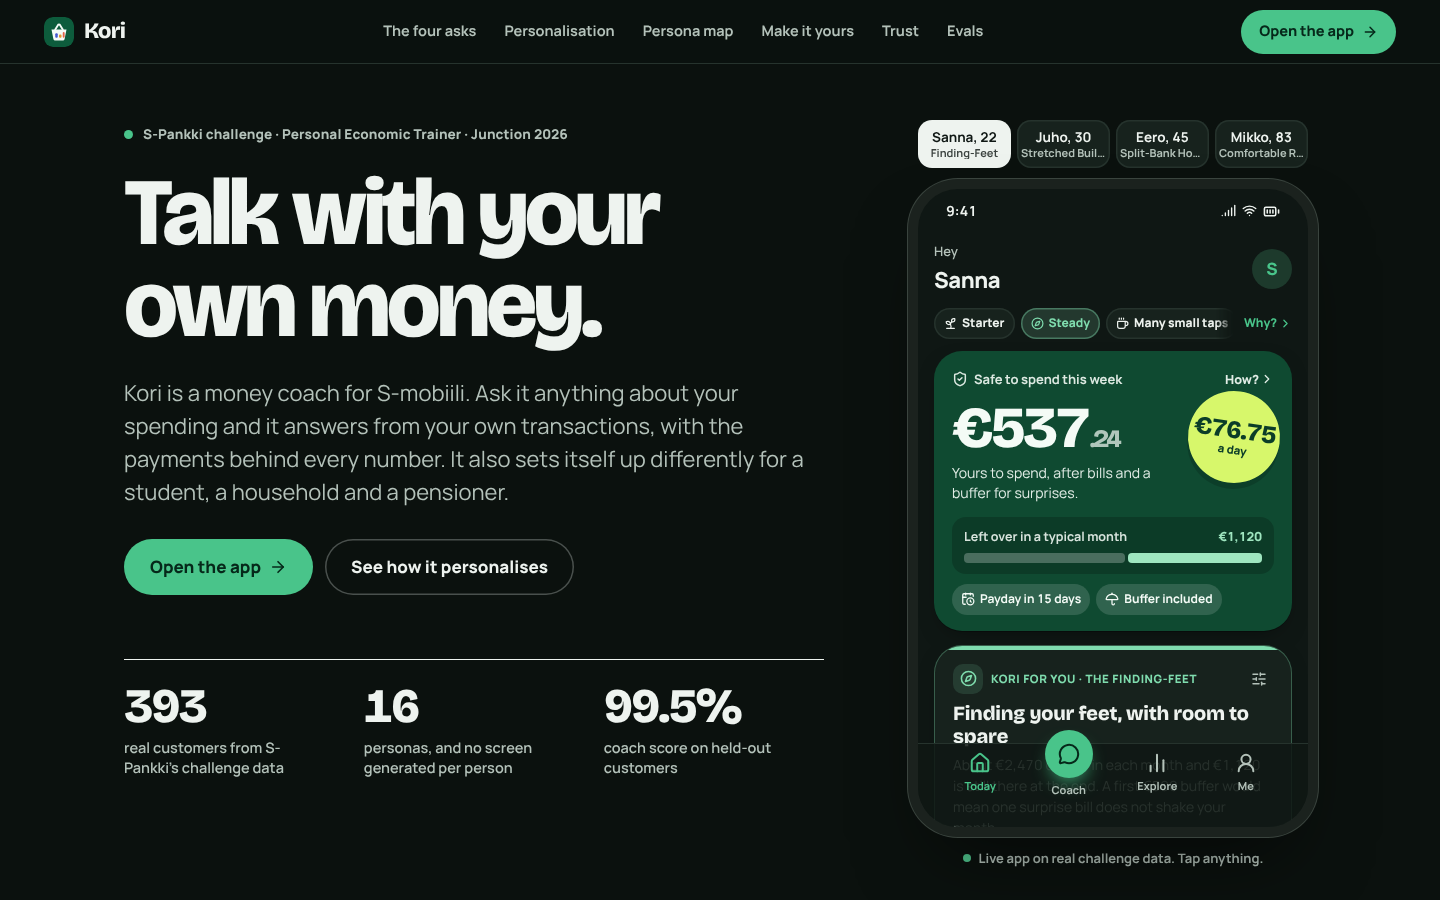 Kori
The four asks
Personalisation
Persona map
Make it yours
Trust
Evals
Open the app
S-Pankki challenge · Personal Economic Trainer · Junction 2026
Talk with your
own money.
Kori is a money coach for S-mobiili. Ask it anything about your
spending and it answers from your own transactions, with the
payments behind every number. It also sets itself up differently for a
student, a household and a pensioner.
Open the app
See how it personalises
393
real customers from S-
Pankki's challenge data
16
personas, and no screen
generated per person
99.5%
coach score on held-out
customers
Sanna, 22
Finding-Feet
Juho, 30
Stretched Buil...
Eero, 45
Split-Bank Ho...
Mikko, 83
Comfortable R...
9:41
Hey
Sanna
S
Starter
Steady
Many small taps
Why?
Safe to spend this week
How?
€537.24
€76.75
a day
Yours to spend, after bills and a
buffer for surprises.
Left over in a typical month
€1,120
Payday in 15 days
Buffer included
KORI FOR YOU · THE FINDING-FEET
Finding your feet, with room to
spare
mean one surprise bill does not shake your
Today
Coach
Explore
Me
Live app on real challenge data. Tap anything.